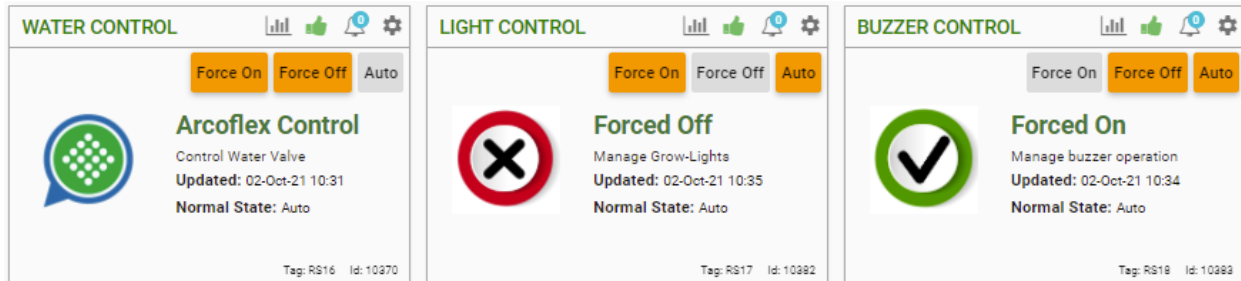 WATER CONTROL
0
Force On Force Off Auto
Arcoflex Control
Control Water Valve
Updated: 02-Oct-21 10:31
Normal State: Auto
Tag: RS16 Id: 10370
LIGHT CONTROL
0
Force On Force Off Auto
Forced Off
Manage Grow-Lights
Updated: 02-Oct-21 10:35
Normal State: Auto
Tag: RS17 Id: 10382
BUZZER CONTROL
0
Force On Force Off Auto
Forced On
Manage buzzer operation
Updated: 02-Oct-21 10:34
Normal State: Auto
Tag: RS18 Id: 10383